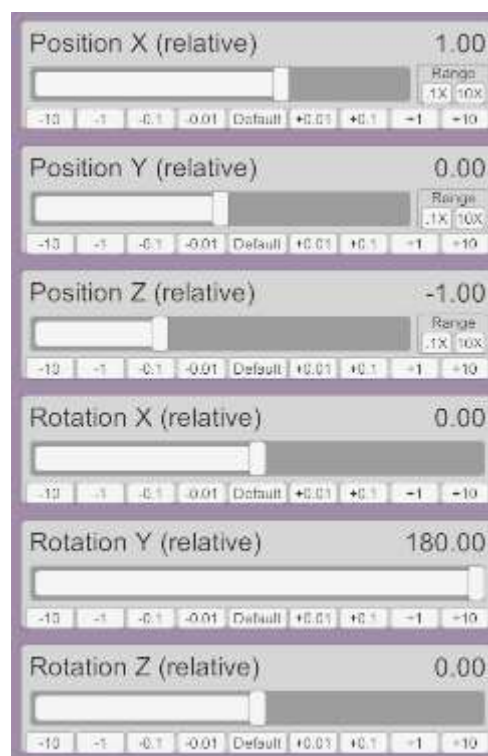 Position X (relative) 1.00
Range
.1X 10X
-10 -1 -0.1 -0.01 Default +0.01 +0.1 +1 +10
Position Y (relative) 0.00
Range
.1X 10X
-10 -1 -0.1 -0.01 Default +0.01 +0.1 +1 +10
Position Z (relative) -1.00
Range
.1X 10X
-10 -1 -0.1 -0.01 Default +0.01 +0.1 +1 +10
Rotation X (relative) 0.00
-10 -1 -0.1 -0.01 Default +0.01 +0.1 +1 +10
Rotation Y (relative) 180.00
-10 -1 -0.1 -0.01 Default +0.01 +0.1 +1 +10
Rotation Z (relative) 0.00
-10 -1 -0.1 -0.01 Default +0.01 +0.1 +1 +10